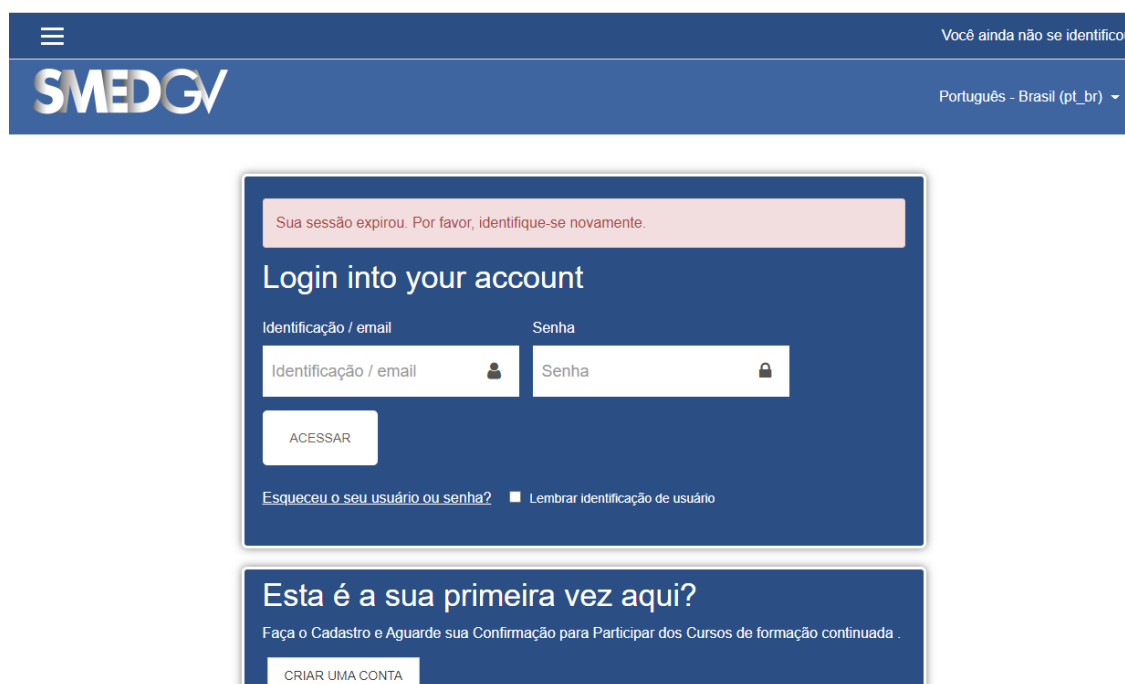 Você ainda não se identificou
SMEDGV
Português - Brasil (pt_br)
Sua sessão expirou. Por favor, identifique-se novamente.
Login into your account
Identificação / email Senha
Identificação / email Senha
ACESSAR
Esqueceu o seu usuário ou senha? Lembrar identificação de usuário
Esta é a sua primeira vez aqui?
Faça o Cadastro e Aguarde sua Confirmação para Participar dos Cursos de formação continuada .
CRIAR UMA CONTA